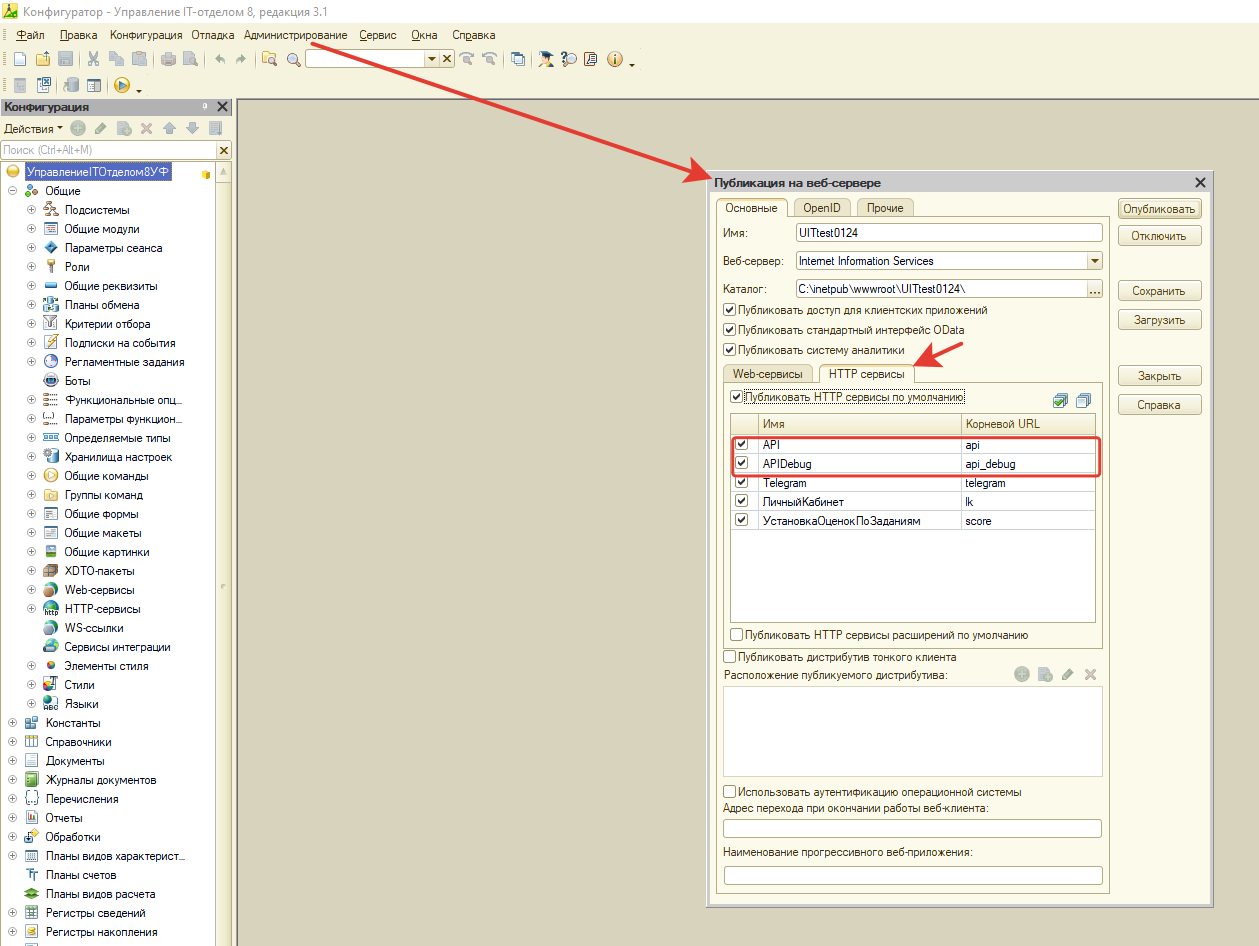 Конфигуратор - Управление IT-отделом 8, редакция 3.1
Файл Правка Конфигурация Отладка Администрирование Сервис Окна Справка
Конфигурация
Действия
Поиск (Ctrl+Alt+M)
УправлениеITОтделом8УФ
Общие
Подсистемы
Общие модули
Параметры сеанса
Роли
Общие реквизиты
Планы обмена
Критерии отбора
Подписки на события
Регламентные задания
Боты
Функциональные опц...
Параметры функцион...
Определяемые типы
Хранилища настроек
Общие команды
Группы команд
Общие формы
Общие макеты
Общие картинки
XDTO-пакеты
Web-сервисы
HTTP-сервисы
WS-ссылки
Сервисы интеграции
Элементы стиля
Стили
Языки
Константы
Справочники
Документы
Журналы документов
Перечисления
Отчеты
Обработки
Планы видов характерист...
Планы счетов
Планы видов расчета
Регистры сведений
Регистры накопления
Публикация на веб-сервере
Основные OpenID Прочие
Имя: UITtest0124
Веб-сервер: Internet Information Services
Каталог: C:\inetpub\wwwroot\UITtest0124\ ...
Публиковать доступ для клиентских приложений
Публиковать стандартный интерфейс OData
Публиковать систему аналитики
Web-сервисы HTTP сервисы
Публиковать HTTP сервисы по умолчанию
Имя Корневой URL
API api
APIDebug api_debug
Telegram telegram
ЛичныйКабинет lk
УстановкаОценокПоЗаданиям score
Публиковать HTTP сервисы расширений по умолчанию
Публиковать дистрибутив тонкого клиента
Расположение публикуемого дистрибутива:
Использовать аутентификацию операционной системы
Адрес перехода при окончании работы веб-клиента:
Наименование прогрессивного веб-приложения:
Опубликовать
Отключить
Сохранить
Загрузить
Закрыть
Справка